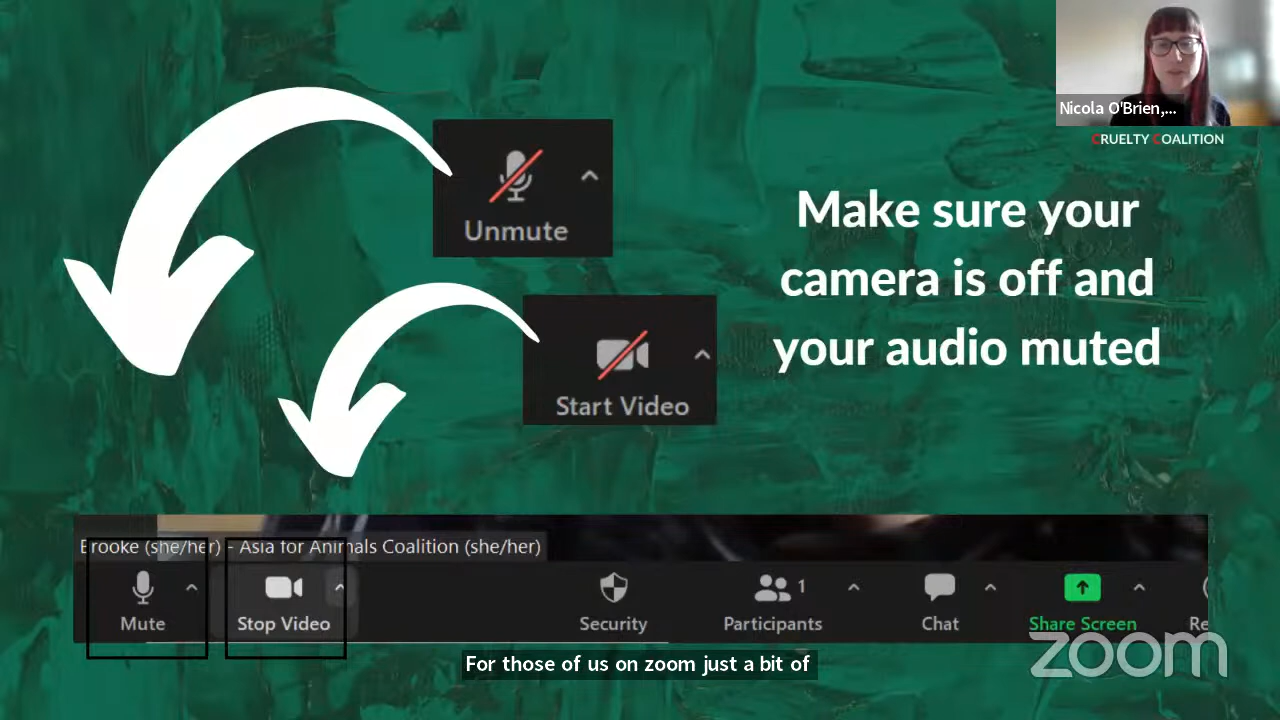 Nicola O'Brien,...
CRUELTY COALITION
Unmute
Make sure your
camera is off and
your audio muted
Start Video
Brooke (she/her) - Asia for Animals Coalition (she/her)
1
Mute
Stop Video
Security
Participants
Chat
Share Screen
Re
zoom
For those of us on zoom just a bit of